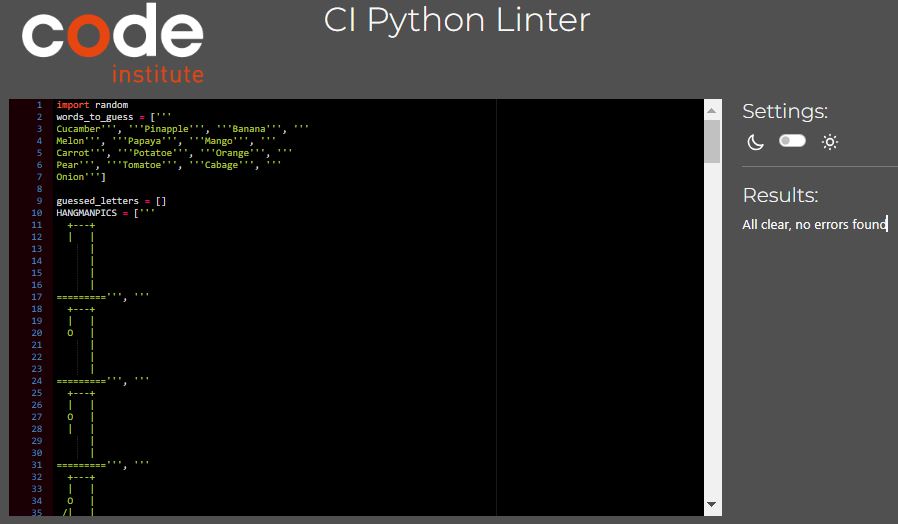 code
institute
CI Python Linter
1 import random
2 words_to_guess = ['''
3 Cucamber''', '''Pinapple''', '''Banana''', '''
4 Melon''', '''Papaya''', '''Mango''', '''
5 Carrot''', '''Potatoe''', '''Orange''', '''
6 Pear''', '''Tomatoe''', '''Cabage''', '''
7 Onion''']
8
9 guessed_letters = []
10 HANGMANPICS = ['''
11   +---+
12   |   |
13       |
14       |
15       |
16       |
17 =========''', '''
18   +---+
19   |   |
20   O   |
21       |
22       |
23       |
24 =========''', '''
25   +---+
26   |   |
27   O   |
28   |   |
29       |
30       |
31 =========''', '''
32   +---+
33   |   |
34   O   |
35  /|   |
Settings:
Results:
All clear, no errors found